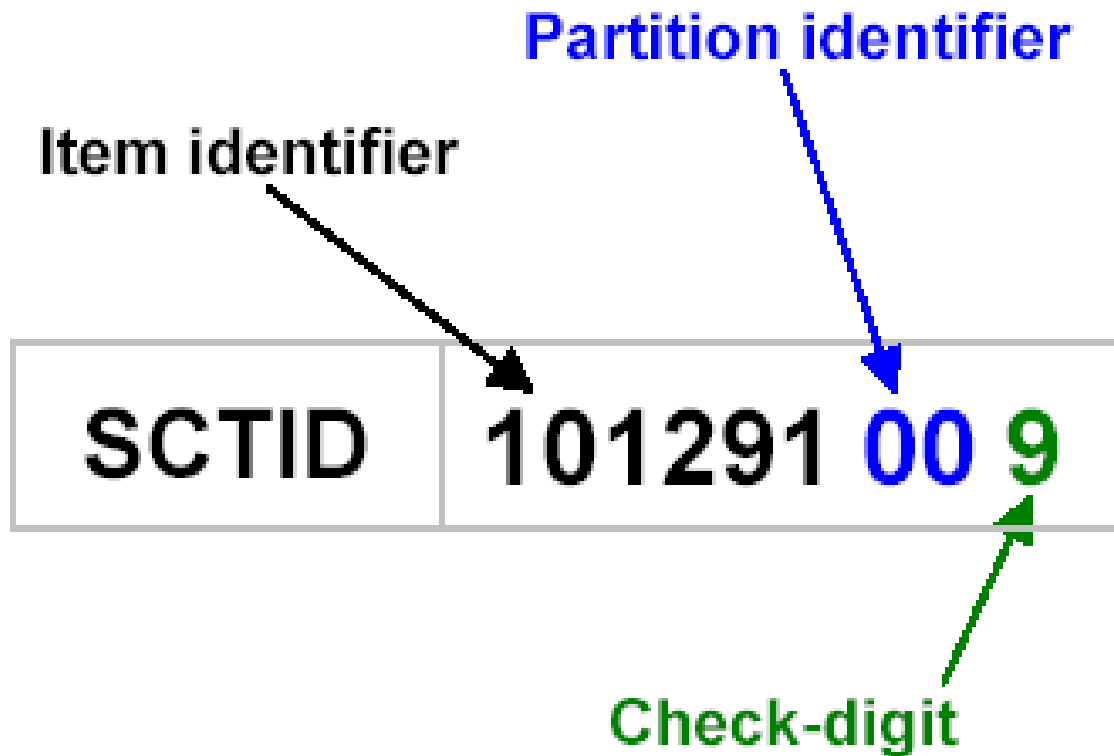 Partition identifier
Item identifier
SCTID 101291 00 9
Check-digit